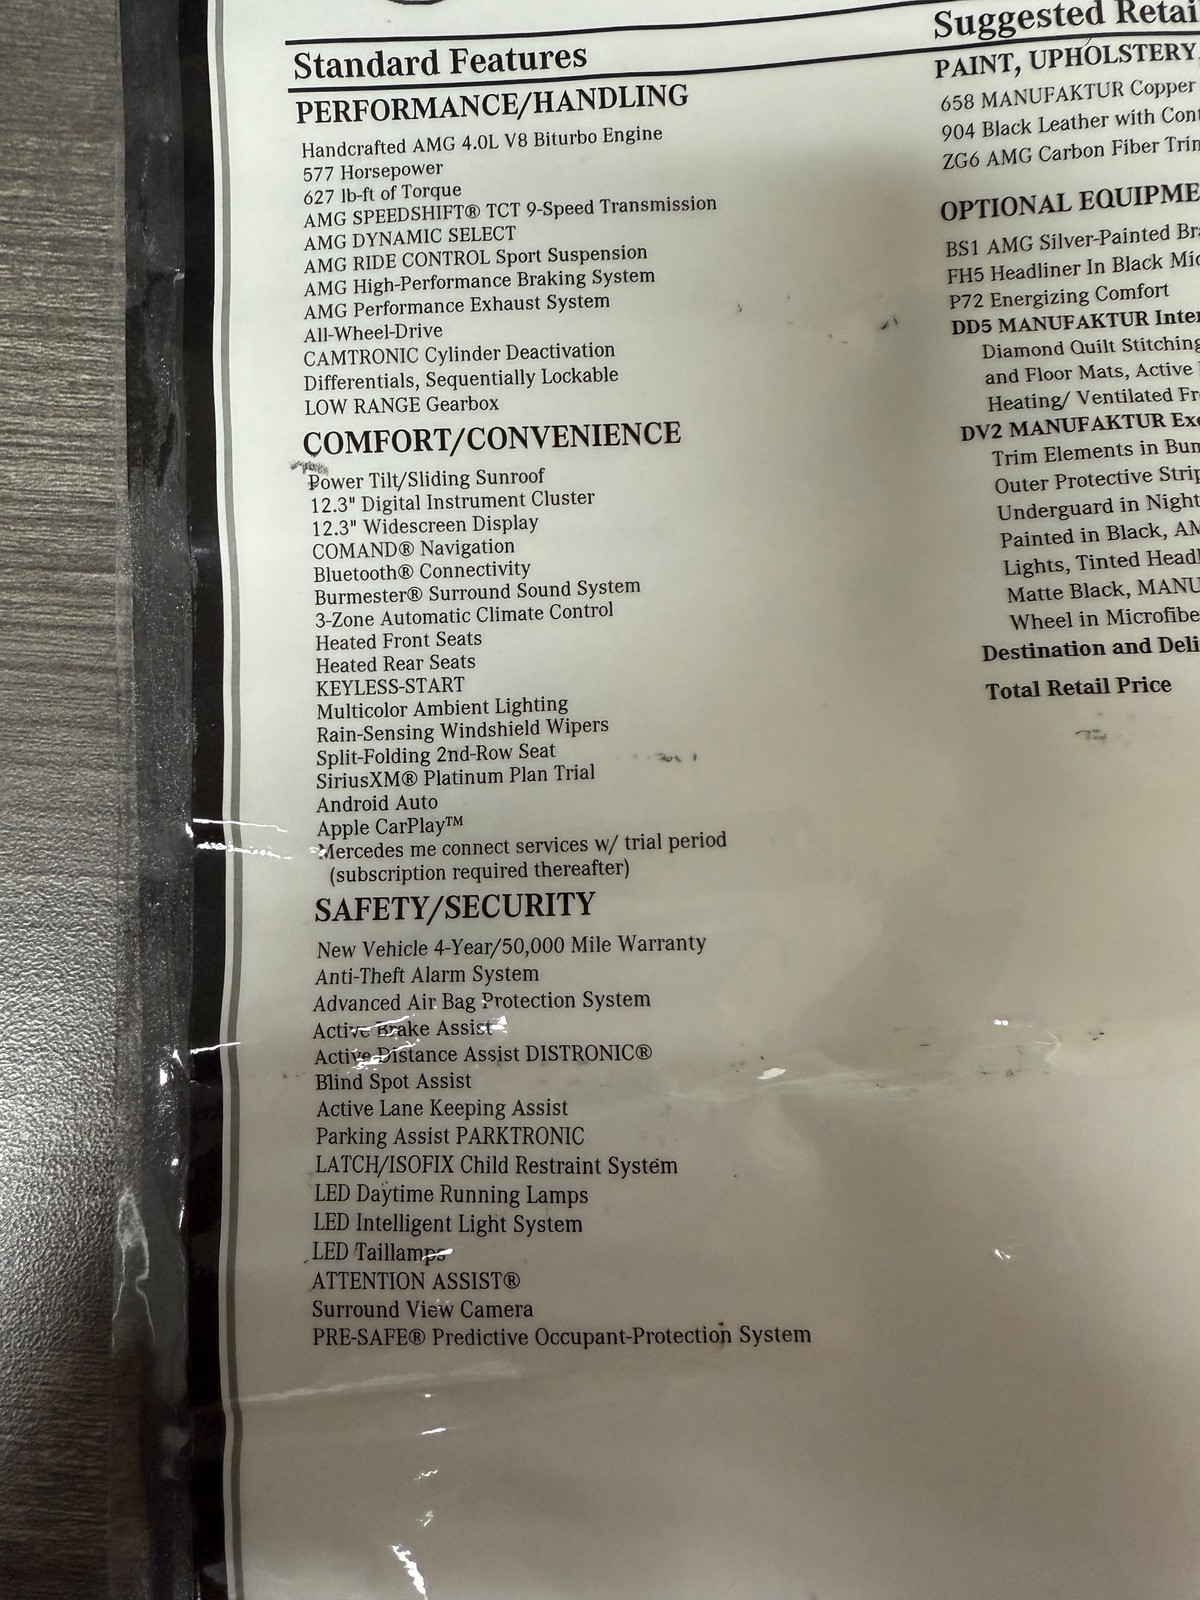 Standard Features
PERFORMANCE/HANDLING
Handcrafted AMG 4.0L V8 Biturbo Engine
577 Horsepower
627 lb-ft of Torque
AMG SPEEDSHIFT® TCT 9-Speed Transmission
AMG DYNAMIC SELECT
AMG RIDE CONTROL Sport Suspension
AMG High-Performance Braking System
AMG Performance Exhaust System
All-Wheel-Drive
CAMTRONIC Cylinder Deactivation
Differentials, Sequentially Lockable
LOW RANGE Gearbox
COMFORT/CONVENIENCE
Power Tilt/Sliding Sunroof
12.3" Digital Instrument Cluster
12.3" Widescreen Display
COMAND® Navigation
Bluetooth® Connectivity
Burmester® Surround Sound System
3-Zone Automatic Climate Control
Heated Front Seats
Heated Rear Seats
KEYLESS-START
Multicolor Ambient Lighting
Rain-Sensing Windshield Wipers
Split-Folding 2nd-Row Seat
SiriusXM® Platinum Plan Trial
Android Auto
Apple CarPlay™
Mercedes me connect services w/ trial period
(subscription required thereafter)
SAFETY/SECURITY
New Vehicle 4-Year/50,000 Mile Warranty
Anti-Theft Alarm System
Advanced Air Bag Protection System
Active Brake Assist
Active Distance Assist DISTRONIC®
Blind Spot Assist
Active Lane Keeping Assist
Parking Assist PARKTRONIC
LATCH/ISOFIX Child Restraint System
LED Daytime Running Lamps
LED Intelligent Light System
LED Taillamps
ATTENTION ASSIST®
Surround View Camera
PRE-SAFE® Predictive Occupant-Protection System
Suggested Retai
PAINT, UPHOLSTERY,
658 MANUFAKTUR Copper
904 Black Leather with Con
ZG6 AMG Carbon Fiber Trim
OPTIONAL EQUIPME
BS1 AMG Silver-Painted Br
FH5 Headliner In Black Mic
P72 Energizing Comfort
DD5 MANUFAKTUR Inter
Diamond Quilt Stitching
and Floor Mats, Active
Heating/ Ventilated Fr
DV2 MANUFAKTUR Ex
Trim Elements in Bum
Outer Protective Strip
Underguard in Night
Painted in Black, AM
Lights, Tinted Headl
Matte Black, MANU
Wheel in Microfibe
Destination and Deli
Total Retail Price